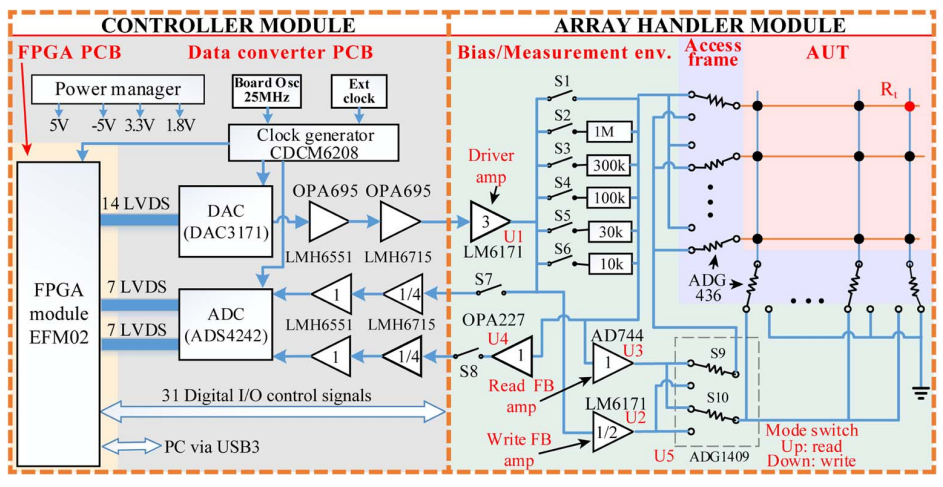 CONTROLLER MODULE
ARRAY HANDLER MODULE
FPGA PCB
Data converter PCB
Bias/Measurement env.
Access
frame
AUT
Power manager
5V
-5V
3.3V
1.8V
Board Osc
25MHz
Ext
clock
Clock generator
CDCM6208
FPGA
module
EFM02
14 LVDS
DAC
(DAC3171)
OPA695
OPA695
Driver
amp
3
U1
LM6171
S1
S2
1M
S3
300k
S4
100k
S5
30k
S6
10k
Rt
ADG
436
7 LVDS
7 LVDS
ADC
(ADS4242)
LMH6551
LMH6715
1
1/4
S7
LMH6551
LMH6715
1
1/4
S8
OPA227
U4
1
AD744
U3
1
Read FB
amp
LM6171
U2
1/2
Write FB
amp
S9
S10
U5
ADG1409
Mode switch
Up: read
Down: write
31 Digital I/O control signals
PC via USB3